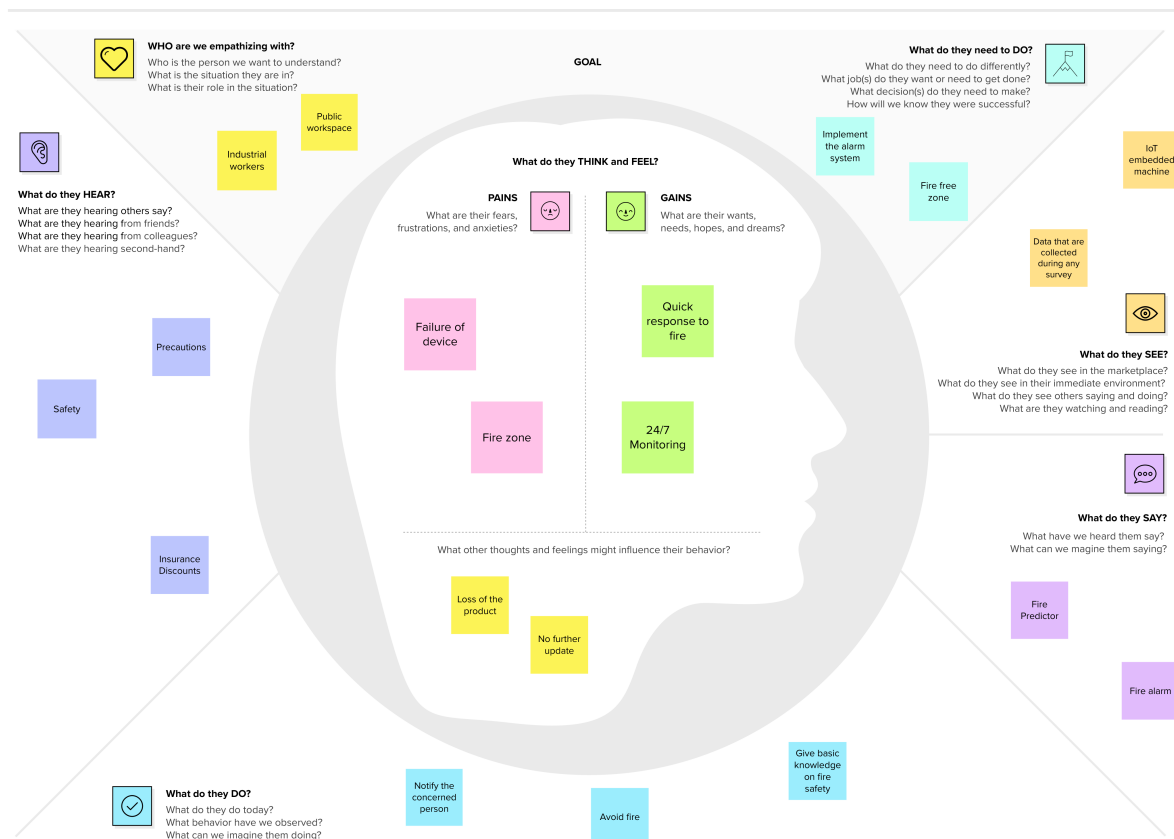 WHO are we empathizing with?
Who is the person we want to understand?
What is the situation they are in?
What is their role in the situation?
Public
workspace
Industrial
workers
GOAL
What do they need to DO?
What do they need to do differently?
What job(s) do they want or need to get done?
What decision(s) do they need to make?
How will we know they were successful?
Implement
the alarm
system
Fire free
zone
What do they HEAR?
What are they hearing others say?
What are they hearing from friends?
What are they hearing from colleagues?
What are they hearing second-hand?
Precautions
Safety
Insurance
Discounts
What do they THINK and FEEL?
PAINS
What are their fears,
frustrations, and anxieties?
GAINS
What are their wants,
needs, hopes, and dreams?
Failure of
device
Fire zone
Quick
response to
fire
24/7
Monitoring
What other thoughts and feelings might influence their behavior?
Loss of the
product
No further
update
IoT
embedded
machine
Data that are
collected
during any
survey
What do they SEE?
What do they see in the marketplace?
What do they see in their immediate environment?
What do they see others saying and doing?
What are they watching and reading?
What do they SAY?
What have we heard them say?
What can we magine them saying?
Fire
Predictor
Fire alarm
What do they DO?
What do they do today?
What behavior have we observed?
What can we imagine them doing?
Notify the
concerned
person
Avoid fire
Give basic
knowledge
on fire
safety